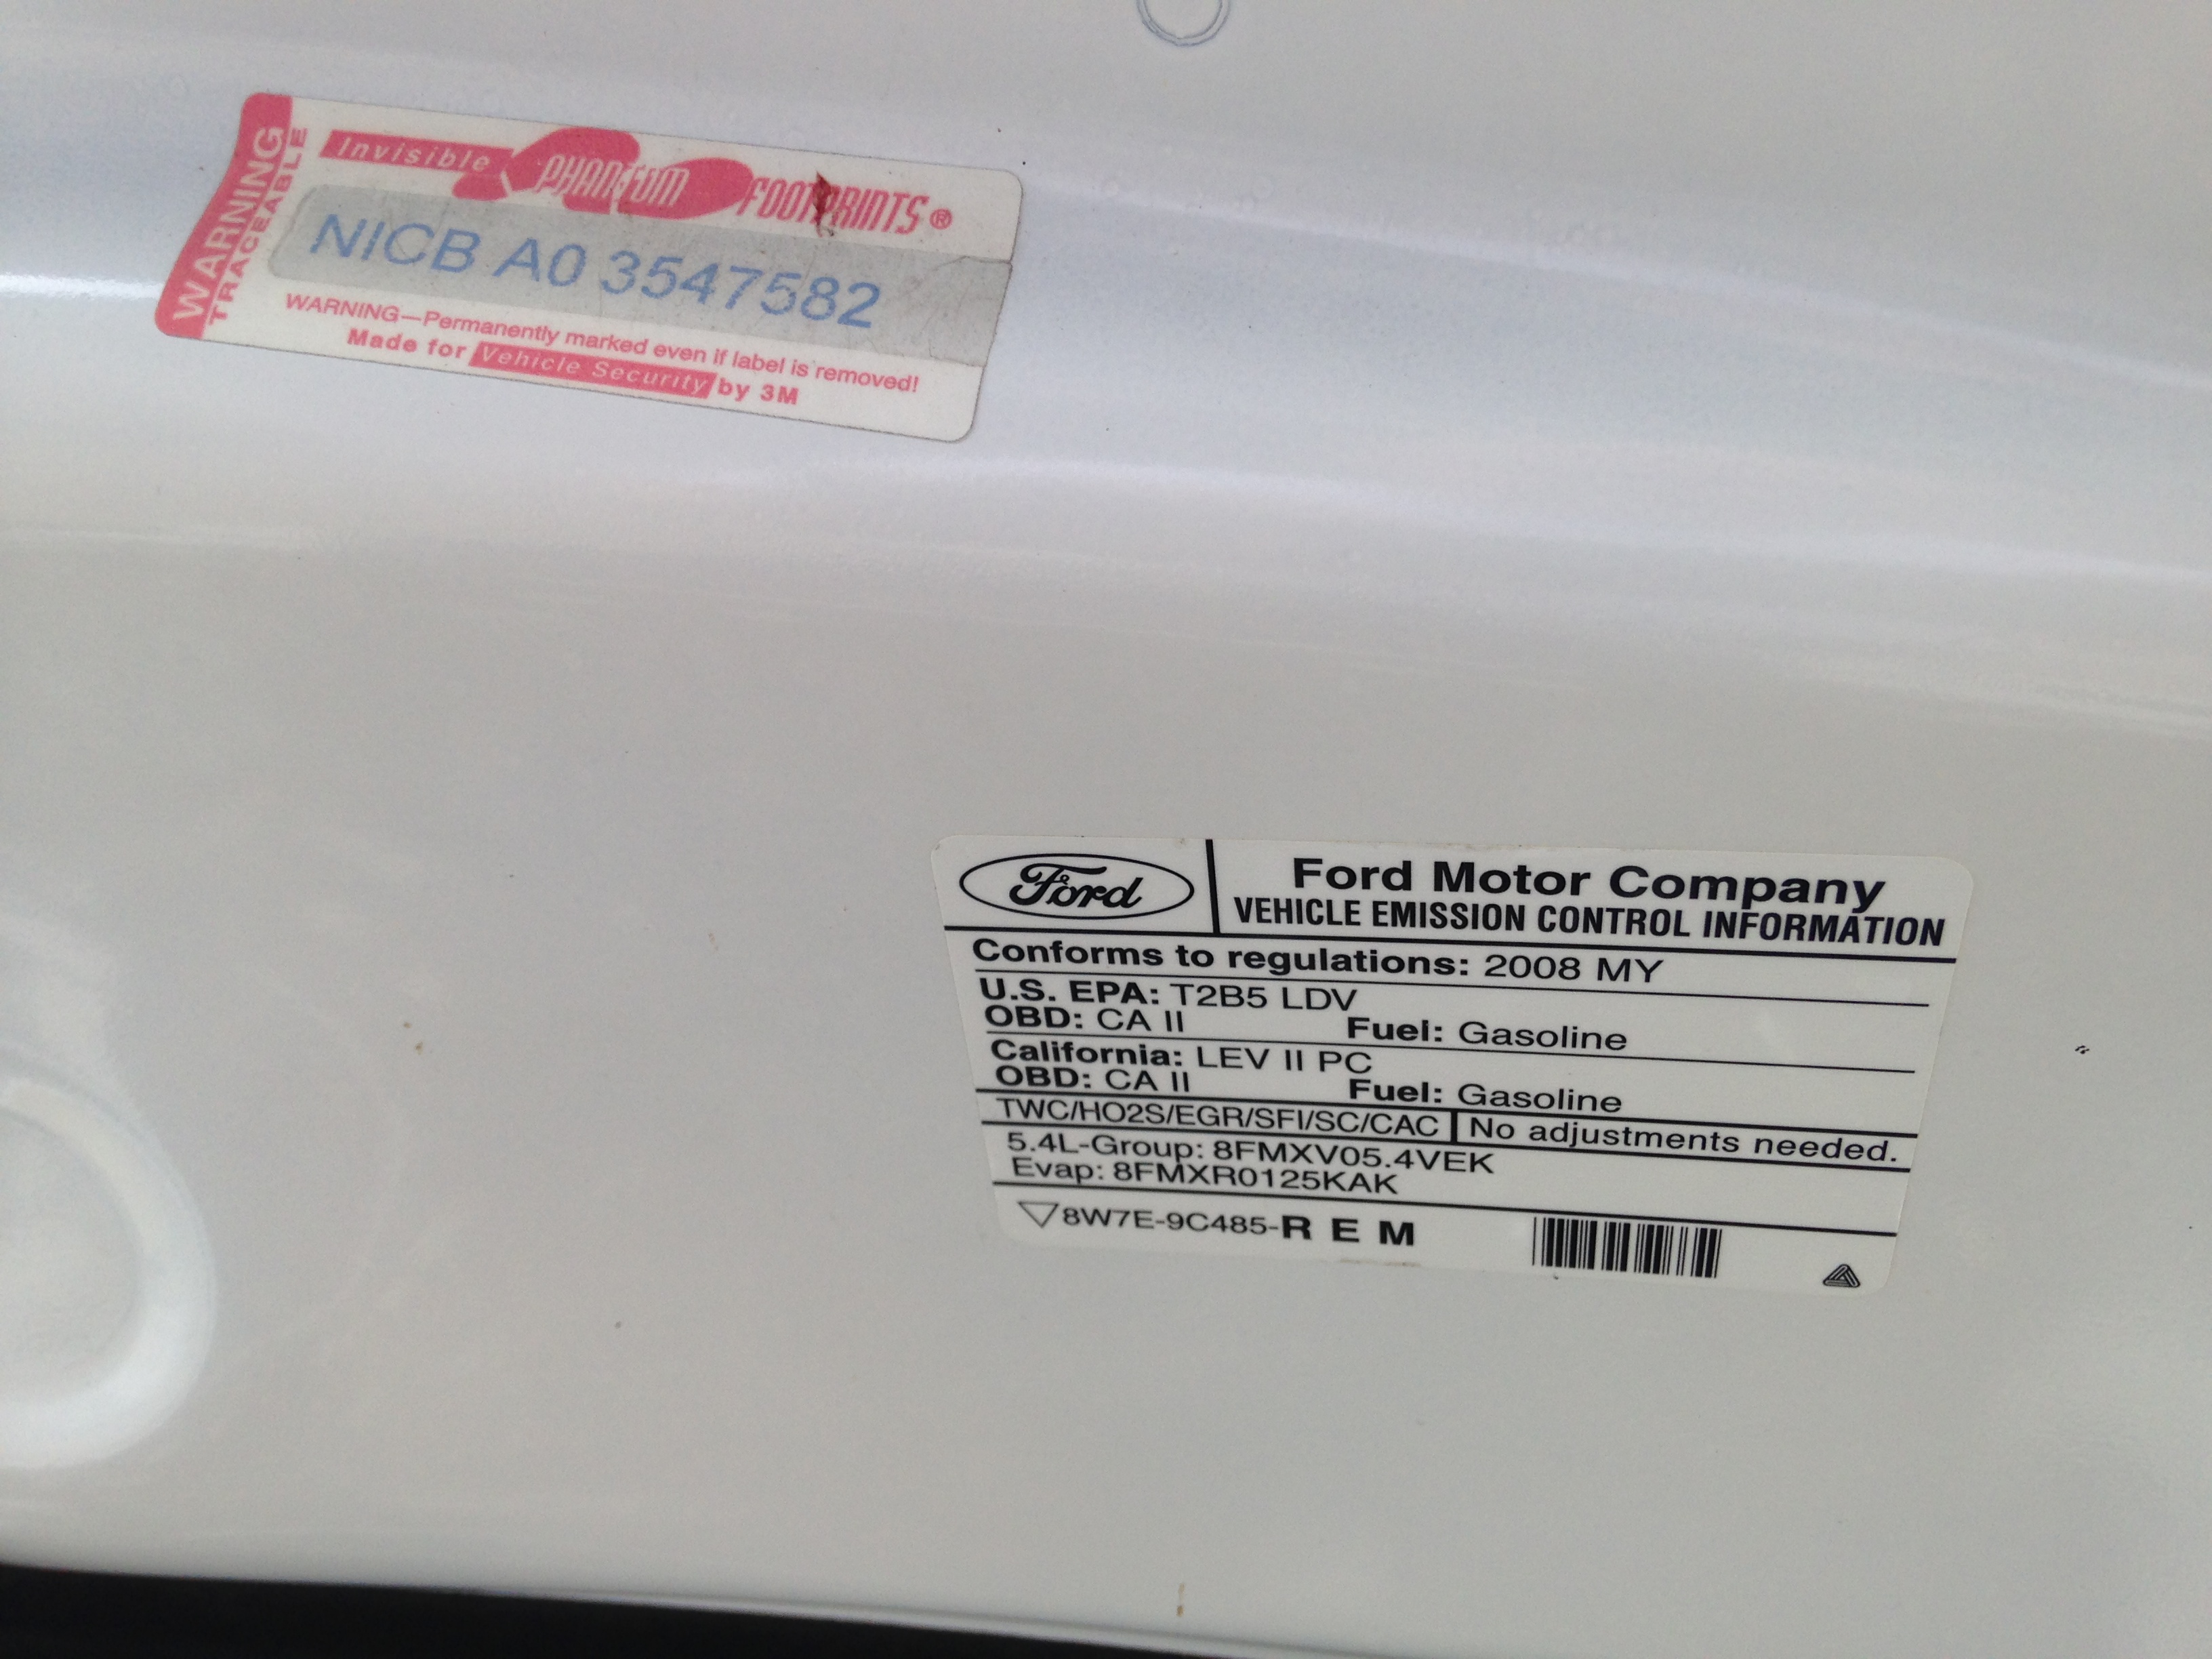 WARNING
TRACEABLE
Invisible PHANTOM FOOTPRINTS®
NICB A0 3547582
WARNING—Permanently marked even if label is removed!
Made for Vehicle Security by 3M
Ford
Ford Motor Company
VEHICLE EMISSION CONTROL INFORMATION
Conforms to regulations: 2008 MY
U.S. EPA: T2B5 LDV
OBD: CA II Fuel: Gasoline
California: LEV II PC
OBD: CA II Fuel: Gasoline
TWC/HO2S/EGR/SFI/SC/CAC No adjustments needed.
5.4L-Group: 8FMXV05.4VEK
Evap: 8FMXR0125KAK
8W7E-9C485-R E M